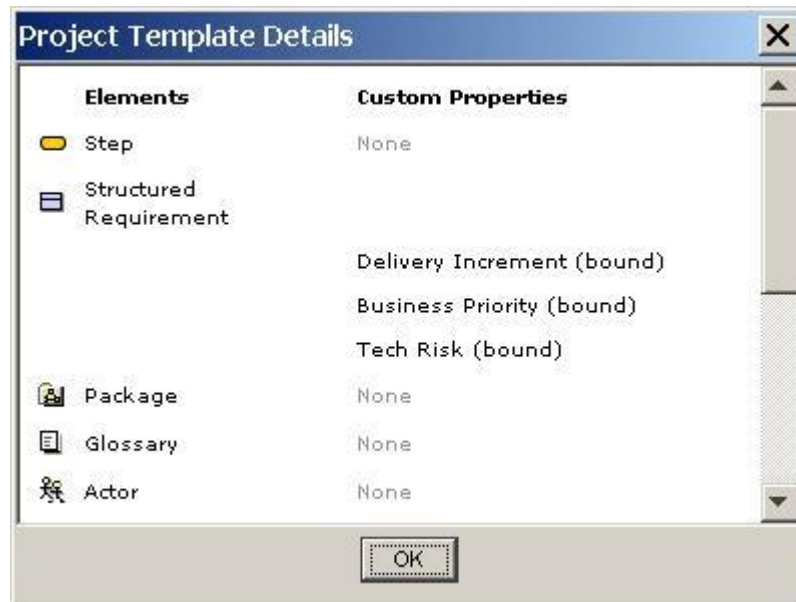 Project Template Details
Elements Custom Properties
Step None
Structured
Requirement
Delivery Increment (bound)
Business Priority (bound)
Tech Risk (bound)
Package None
Glossary None
Actor None
OK